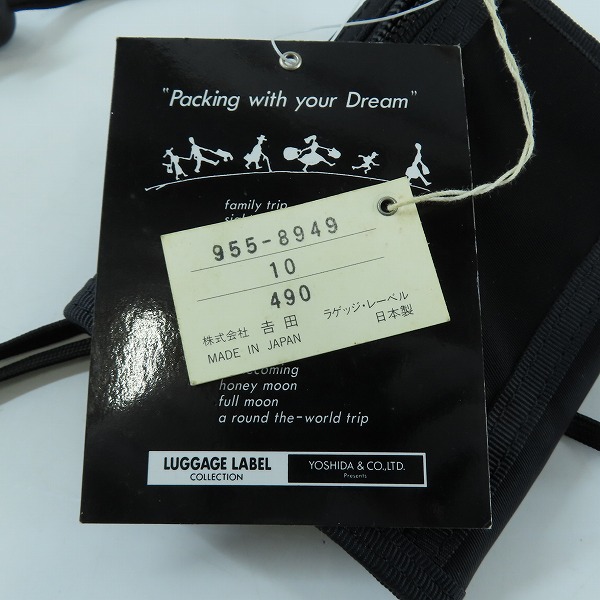 "Packing with your Dream"
family trip
955-8949
10
490
株式会社 吉田
ラゲッジ・レーベル
MADE IN JAPAN
日本製
honey moon
full moon
a round the-world trip
LUGGAGE LABEL
COLLECTION
YOSHIDA & CO.,LTD.
Presents